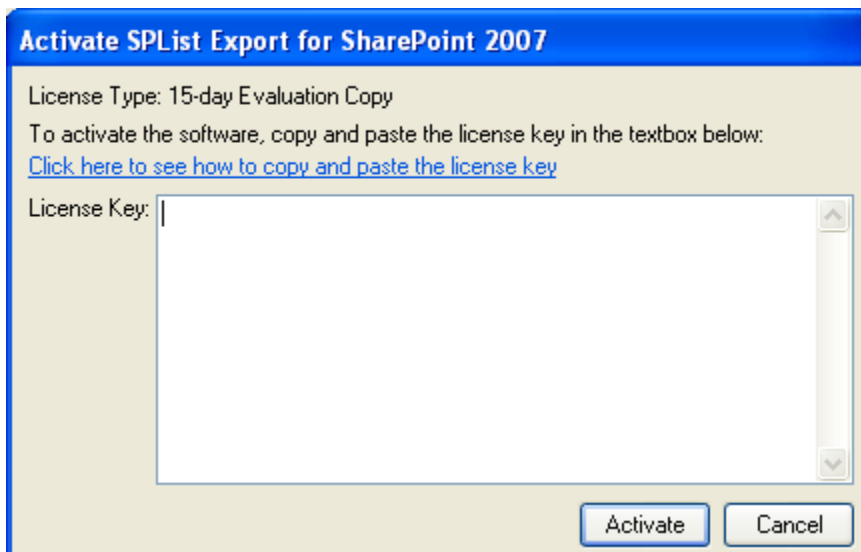 Activate SPList Export for SharePoint 2007
License Type: 15-day Evaluation Copy
To activate the software, copy and paste the license key in the textbox below:
Click here to see how to copy and paste the license key
License Key:
Activate Cancel